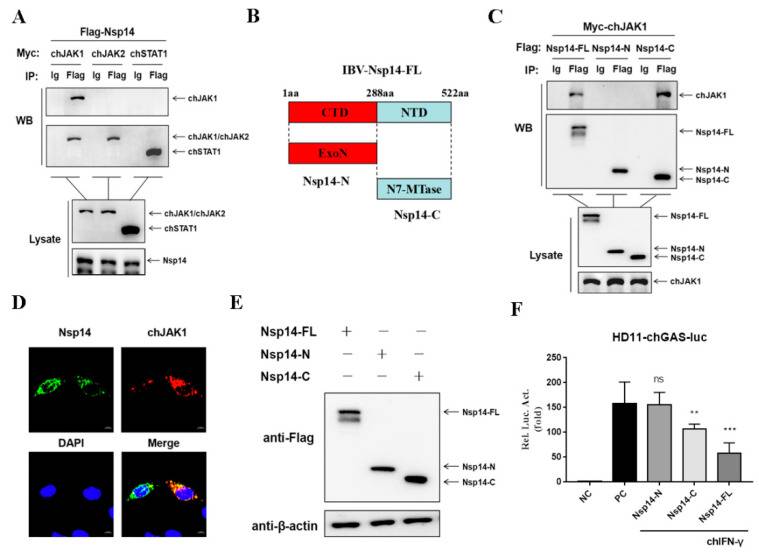 A
Flag-Nsp14
Myc: chJAK1 chJAK2 chSTAT1
IP: Ig Flag Ig Flag Ig Flag
WB
chJAK1
chJAK1/chJAK2
chSTAT1
Lysate
chJAK1/chJAK2
chSTAT1
Nsp14
B
IBV-Nsp14-FL
1aa 288aa 522aa
CTD NTD
ExoN
Nsp14-N
N7-MTase
Nsp14-C
C
Myc-chJAK1
Flag: Nsp14-FL Nsp14-N Nsp14-C
IP: Ig Flag Ig Flag Ig Flag
WB
chJAK1
Nsp14-FL
Nsp14-N
Nsp14-C
Lysate
Nsp14-FL
Nsp14-N
Nsp14-C
chJAK1
D
Nsp14 chJAK1
DAPI Merge
E
Nsp14-FL + — —
Nsp14-N — + —
Nsp14-C — — +
anti-Flag
Nsp14-FL
Nsp14-N
Nsp14-C
anti-β-actin
F
HD11-chGAS-luc
Rel. Luc. Act.
(fold)
250
200
150
100
50
0
ns
**
***
NC PC Nsp14-N Nsp14-C Nsp14-FL
chIFN-γ